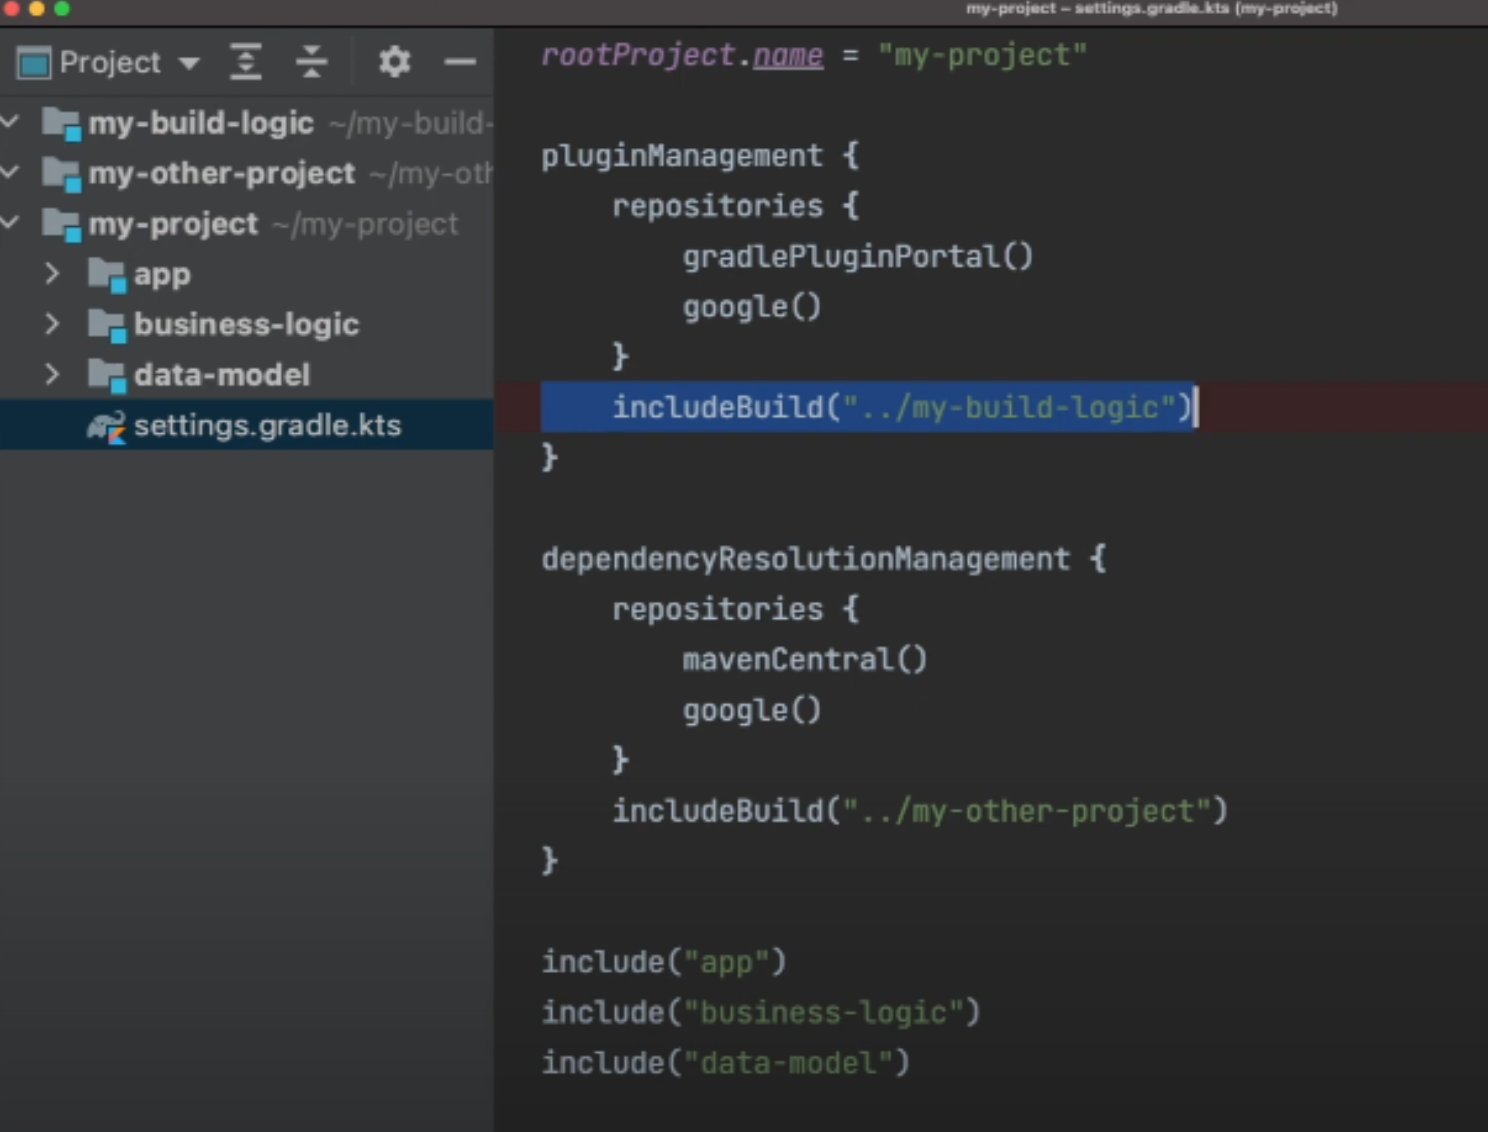 my-project – settings.gradle.kts (my-project)
Project
my-build-logic ~/my-build-
my-other-project ~/my-oth
my-project ~/my-project
app
business-logic
data-model
settings.gradle.kts
rootProject.name = "my-project"
pluginManagement {
repositories {
gradlePluginPortal()
google()
}
includeBuild("../my-build-logic")
}
dependencyResolutionManagement {
repositories {
mavenCentral()
google()
}
includeBuild("../my-other-project")
}
include("app")
include("business-logic")
include("data-model")